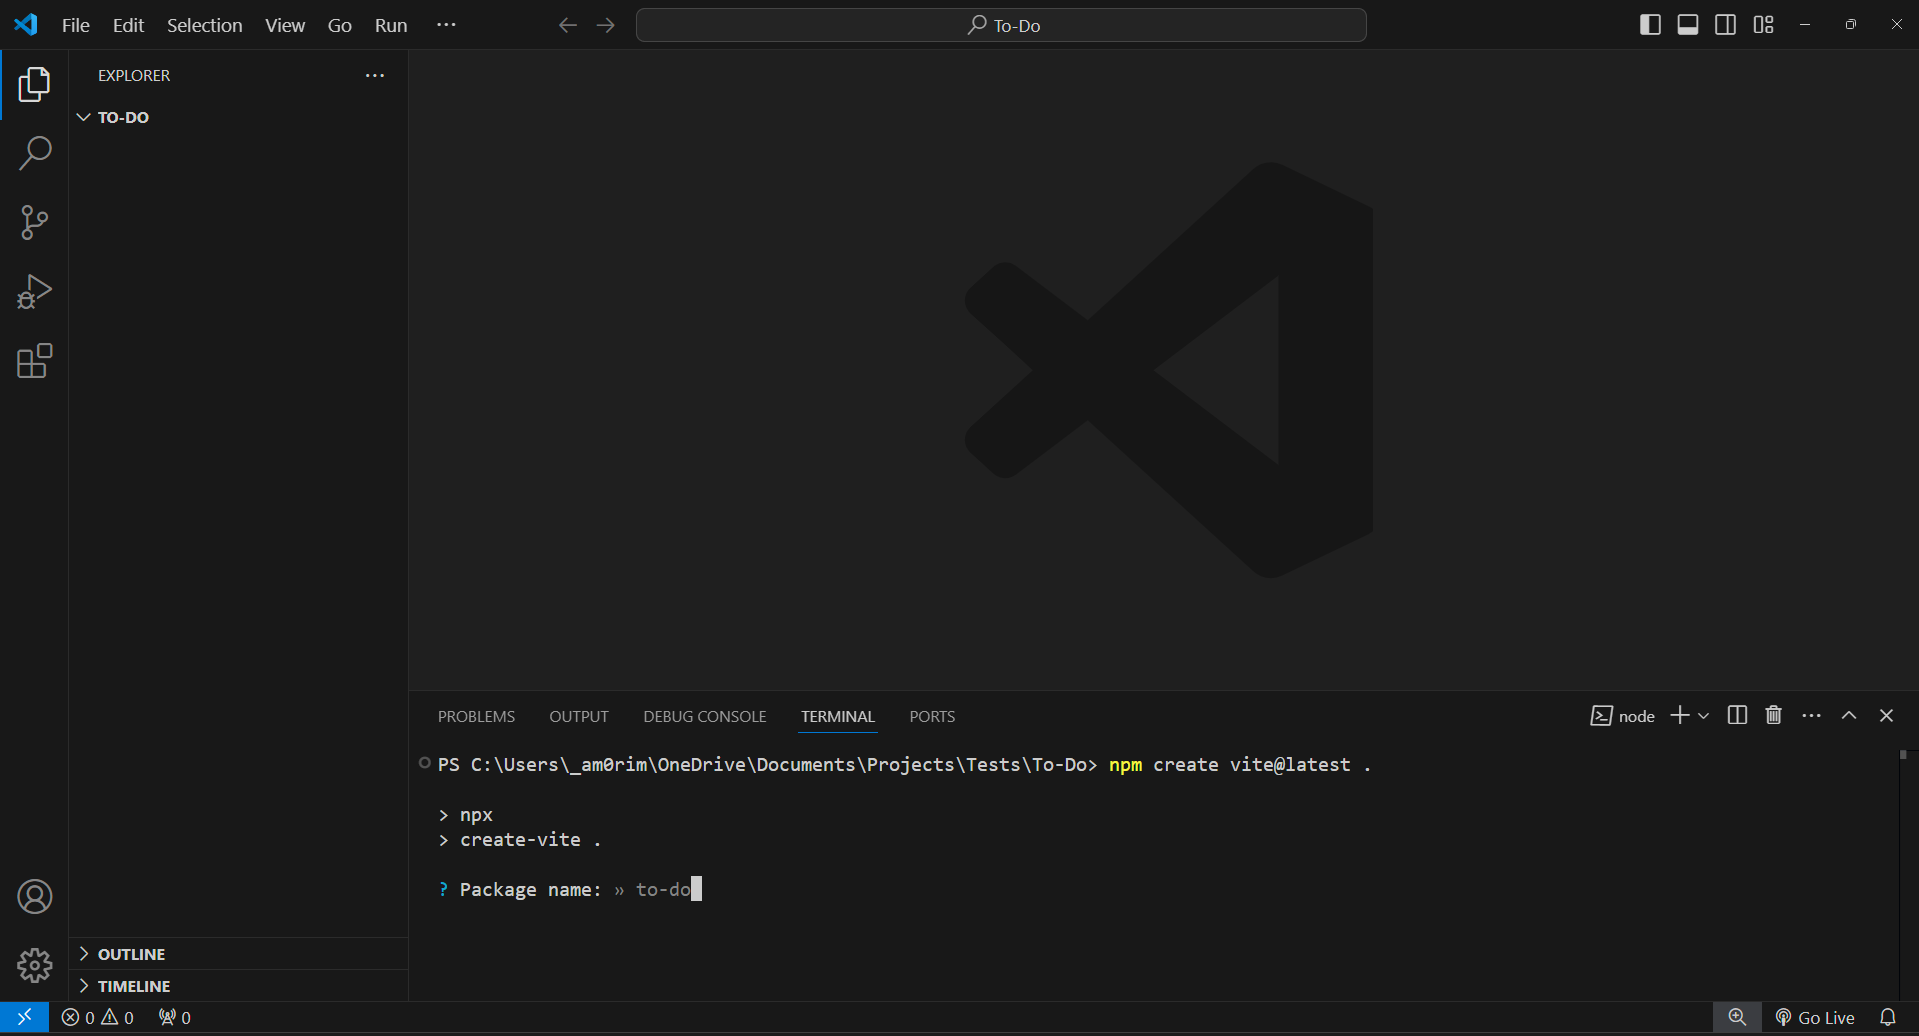 File Edit Selection View Go Run ···
To-Do
EXPLORER
TO-DO
PROBLEMS OUTPUT DEBUG CONSOLE TERMINAL PORTS
node
PS C:\Users\_am0rim\OneDrive\Documents\Projects\Tests\To-Do> npm create vite@latest .
> npx
> create-vite .
? Package name: » to-do
OUTLINE
TIMELINE
0 0 0
Go Live